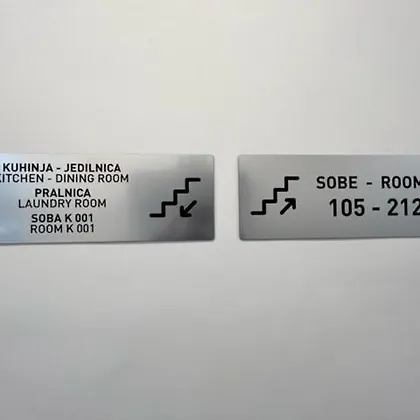 KUHINJA - JEDILNICA
KITCHEN - DINING ROOM
PRALNICA
LAUNDRY ROOM
SOBA K 001
ROOM K 001
SOBE - ROOM
105 - 212